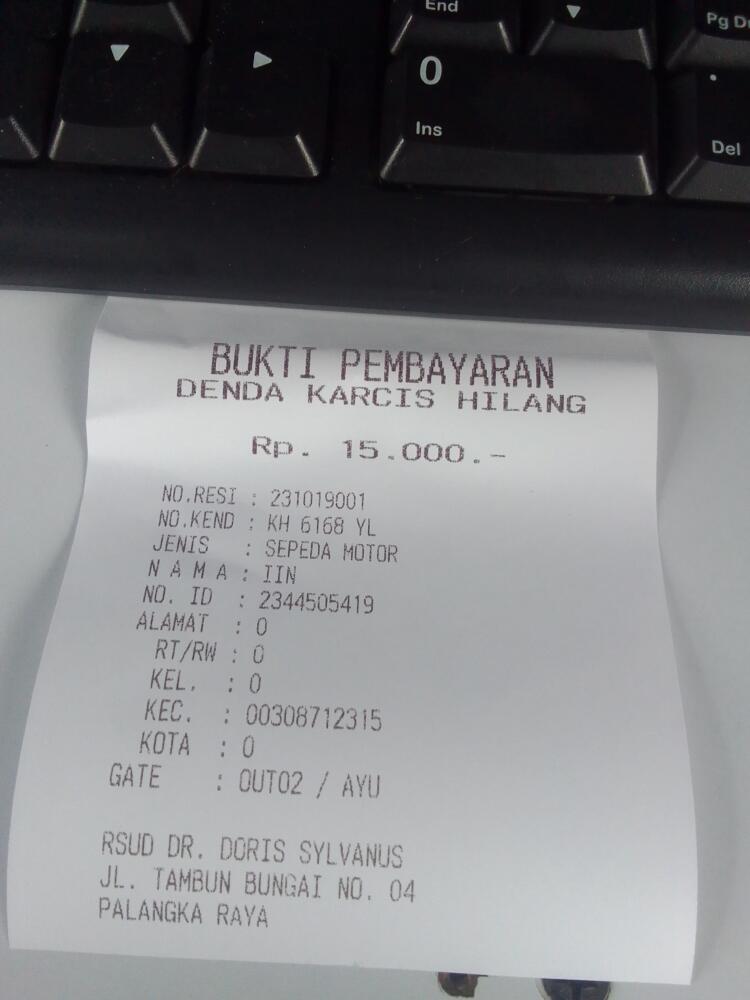 End
Pg D
0
Ins
.
Del
BUKTI PEMBAYARAN
DENDA KARCIS HILANG
Rp. 15.000.-
NO.RESI : 231019001
NO.KEND : KH 6168 YL
JENIS : SEPEDA MOTOR
N A M A : IIN
NO. ID : 2344505419
ALAMAT : 0
RT/RW : 0
KEL. : 0
KEC. : 00308712315
KOTA : 0
GATE : OUT02 / AYU
RSUD DR. DORIS SYLVANUS
JL. TAMBUN BUNGAI NO. 04
PALANGKA RAYA